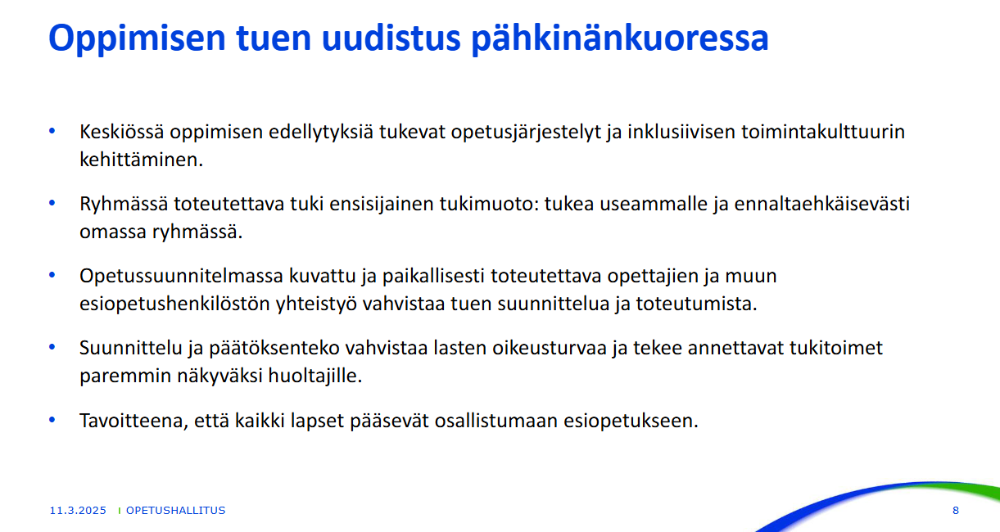 Oppimisen tuen uudistus pähkinänkuoressa
• Keskiössä oppimisen edellytyksiä tukevat opetusjärjestelyt ja inklusiivisen toimintakulttuurin
kehittäminen.
• Ryhmässä toteutettava tuki ensisijainen tukimuoto: tukea useammalle ja ennaltaehkäisevästi
omassa ryhmässä.
• Opetussuunnitelmassa kuvattu ja paikallisesti toteutettava opettajien ja muun
esiopetushenkilöstön yhteistyö vahvistaa tuen suunnittelua ja toteutumista.
• Suunnittelu ja päätöksenteko vahvistaa lasten oikeusturvaa ja tekee annettavat tukitoimet
paremmin näkyväksi huoltajille.
• Tavoitteena, että kaikki lapset pääsevät osallistumaan esiopetukseen.
11.3.2025 | OPETUSHALLITUS 8